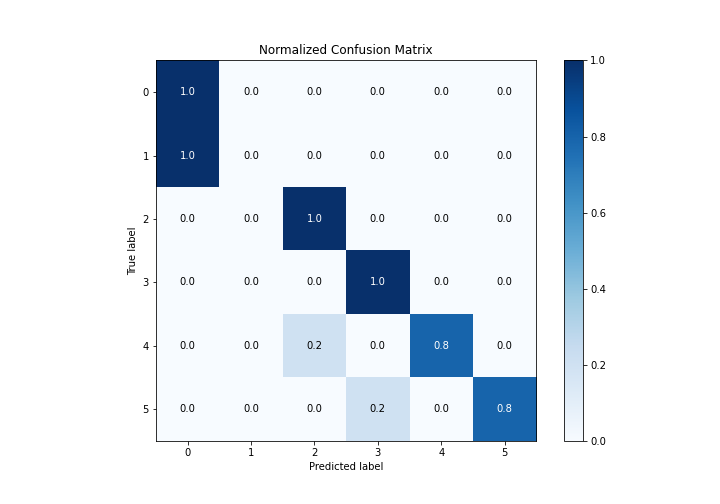 Normalized Confusion Matrix
0 1.0 0.0 0.0 0.0 0.0 0.0
1 1.0 0.0 0.0 0.0 0.0 0.0
2 0.0 0.0 1.0 0.0 0.0 0.0
3 0.0 0.0 0.0 1.0 0.0 0.0
4 0.0 0.0 0.2 0.0 0.8 0.0
5 0.0 0.0 0.0 0.2 0.0 0.8
0 1 2 3 4 5
True label
Predicted label
1.0
0.8
0.6
0.4
0.2
0.0